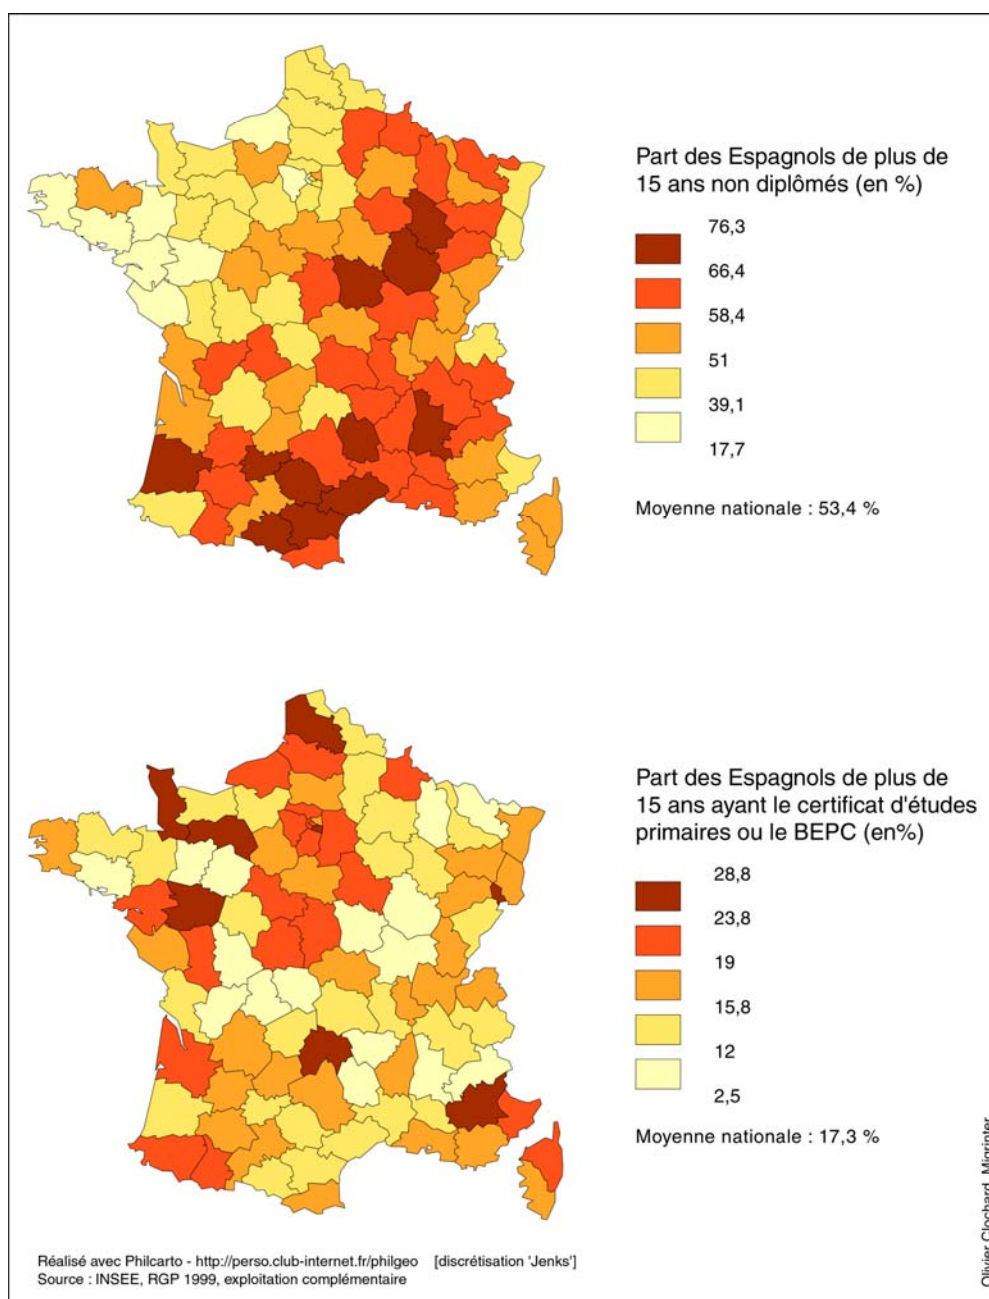 Part des Espagnols de plus de
15 ans non diplômés (en %)
76,3
66,4
58,4
51
39,1
17,7
Moyenne nationale : 53,4 %
Part des Espagnols de plus de
15 ans ayant le certificat d'études
primaires ou le BEPC (en%)
28,8
23,8
19
15,8
12
2,5
Moyenne nationale : 17,3 %
Olivier Clochard, Migrinter
Réalisé avec Philcarto - http://perso.club-internet.fr/philgeo [discrétisation 'Jenks']
Source : INSEE, RGP 1999, exploitation complémentaire